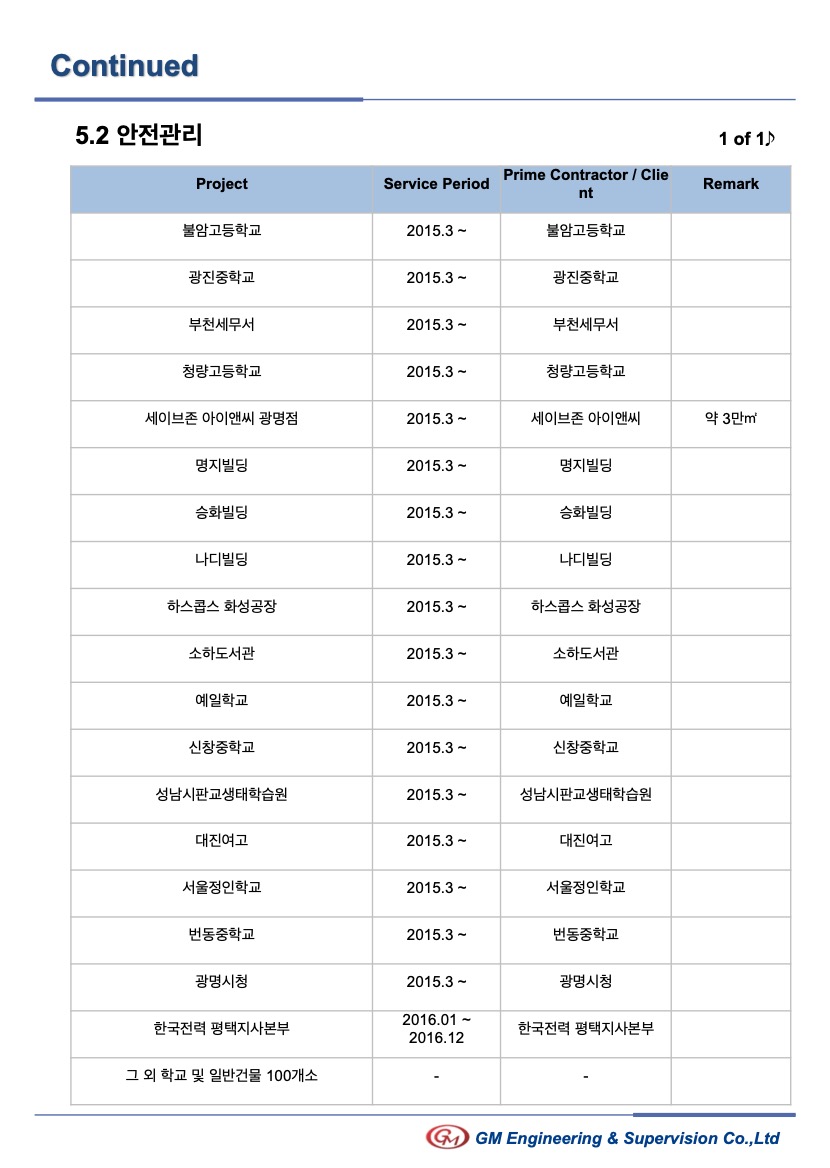 Continued
5.2 안전관리
1 of 1♪
Project Service Period Prime Contractor / Clie
nt Remark
불암고등학교 2015.3 ~ 불암고등학교
광진중학교 2015.3 ~ 광진중학교
부천세무서 2015.3 ~ 부천세무서
청량고등학교 2015.3 ~ 청량고등학교
세이브존 아이앤씨 광명점 2015.3 ~ 세이브존 아이앤씨 약 3만㎡
명지빌딩 2015.3 ~ 명지빌딩
승화빌딩 2015.3 ~ 승화빌딩
나디빌딩 2015.3 ~ 나디빌딩
하스콥스 화성공장 2015.3 ~ 하스콥스 화성공장
소하도서관 2015.3 ~ 소하도서관
예일학교 2015.3 ~ 예일학교
신창중학교 2015.3 ~ 신창중학교
성남시판교생태학습원 2015.3 ~ 성남시판교생태학습원
대진여고 2015.3 ~ 대진여고
서울정인학교 2015.3 ~ 서울정인학교
번동중학교 2015.3 ~ 번동중학교
광명시청 2015.3 ~ 광명시청
한국전력 평택지사본부 2016.01 ~
2016.12 한국전력 평택지사본부
그 외 학교 및 일반건물 100개소 - -
GM GM Engineering & Supervision Co.,Ltd